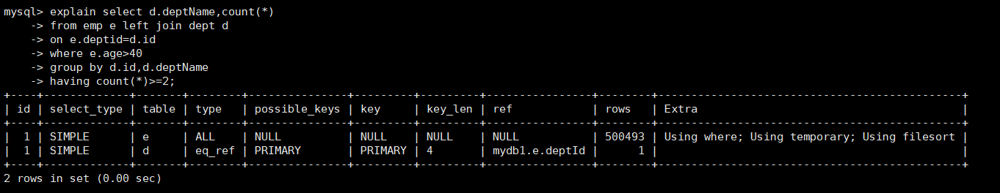 mysql> explain select d.deptName,count(*)
    -> from emp e left join dept d
    -> on e.deptid=d.id
    -> where e.age>40
    -> group by d.id,d.deptName
    -> having count(*)>=2;
+----+-------------+-------+--------+---------------+---------+---------+----------------+--------+----------------------------------------------+
| id | select_type | table | type   | possible_keys | key     | key_len | ref            | rows   | Extra                                        |
+----+-------------+-------+--------+---------------+---------+---------+----------------+--------+----------------------------------------------+
|  1 | SIMPLE      | e     | ALL    | NULL          | NULL    | NULL    | NULL           | 500493 | Using where; Using temporary; Using filesort |
|  1 | SIMPLE      | d     | eq_ref | PRIMARY       | PRIMARY | 4       | mydb1.e.deptId |      1 |                                              |
+----+-------------+-------+--------+---------------+---------+---------+----------------+--------+----------------------------------------------+
2 rows in set (0.00 sec)